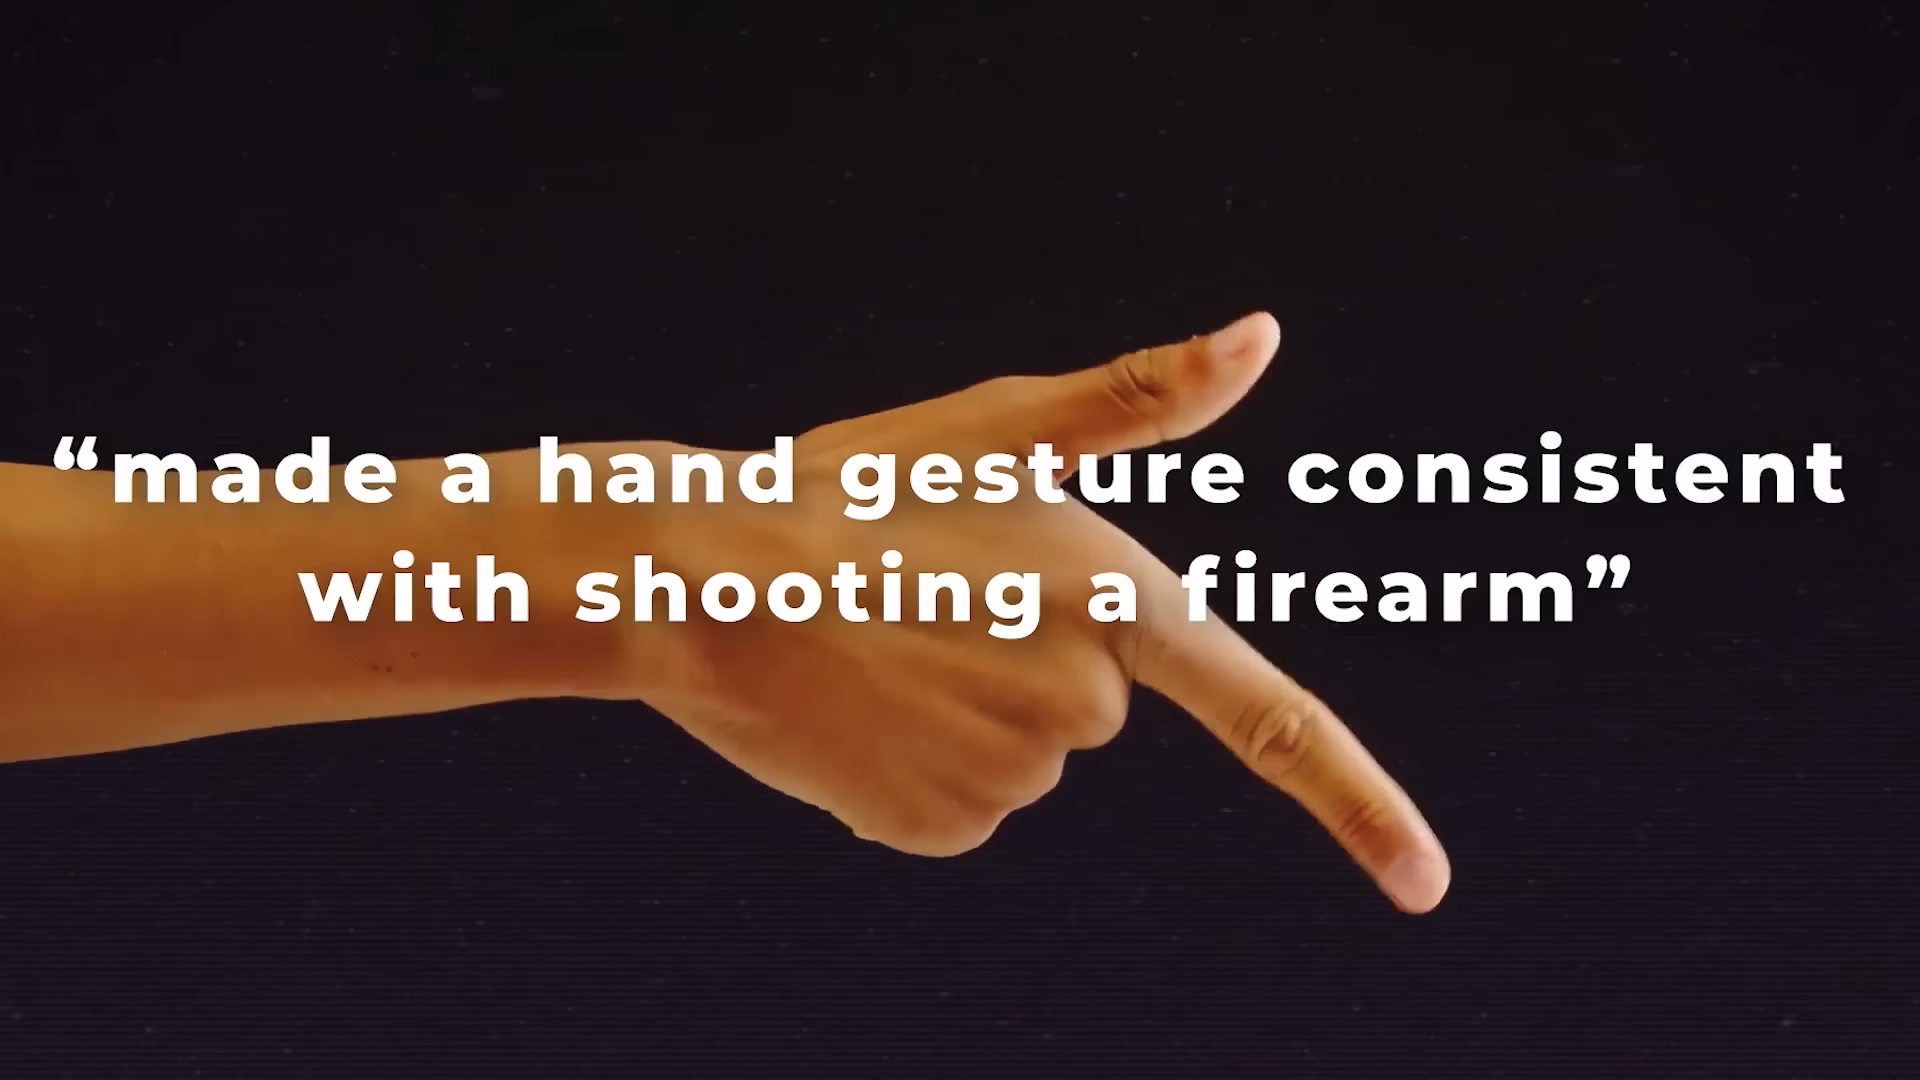 “made a hand gesture consistent
with shooting a firearm”